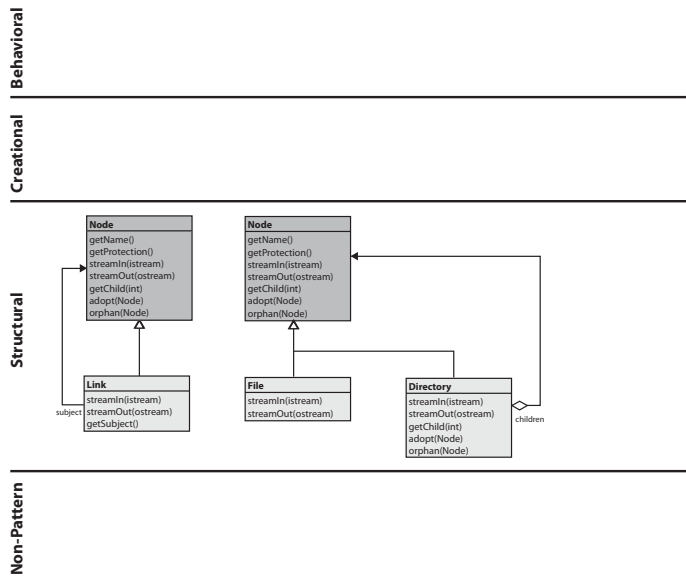 Behavioral
Creational
Structural
Node
getName()
getProtection()
streamIn(istream)
streamOut(ostream)
getChild(int)
adopt(Node)
orphan(Node)
Link
streamIn(istream)
streamOut(ostream)
getSubject()
subject
Node
getName()
getProtection()
streamIn(istream)
streamOut(ostream)
getChild(int)
adopt(Node)
orphan(Node)
File
streamIn(istream)
streamOut(ostream)
Directory
streamIn(istream)
streamOut(ostream)
getChild(int)
adopt(Node)
orphan(Node)
children
Non-Pattern